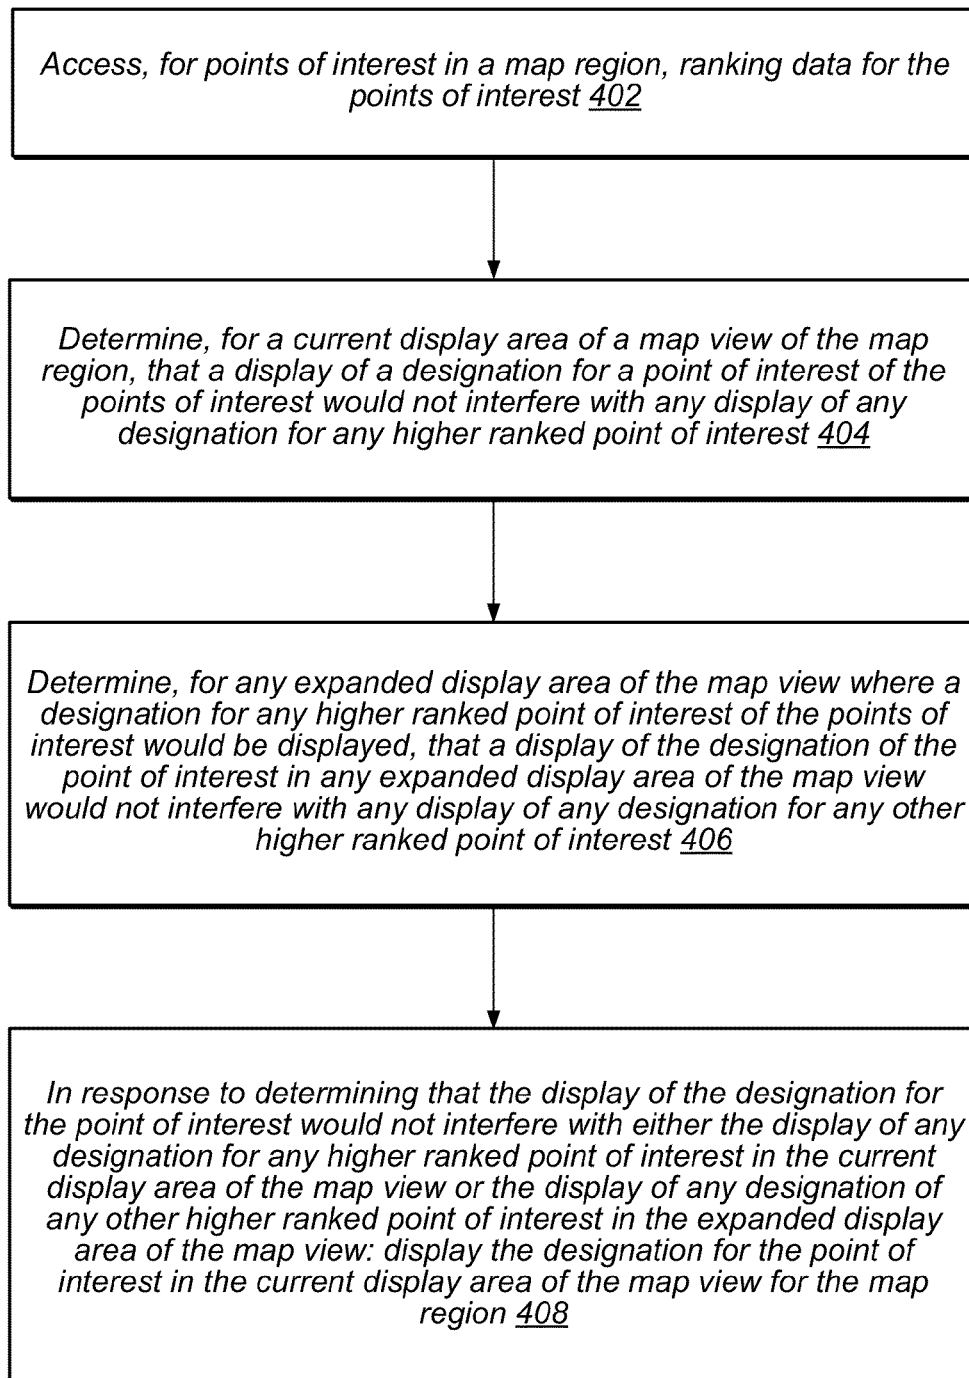 Access, for points of interest in a map region, ranking data for the
points of interest 402
Determine, for a current display area of a map view of the map
region, that a display of a designation for a point of interest of the
points of interest would not interfere with any display of any
designation for any higher ranked point of interest 404
Determine, for any expanded display area of the map view where a
designation for any higher ranked point of interest of the points of
interest would be displayed, that a display of the designation of the
point of interest in any expanded display area of the map view
would not interfere with any display of any designation for any other
higher ranked point of interest 406
In response to determining that the display of the designation for
the point of interest would not interfere with either the display of any
designation for any higher ranked point of interest in the current
display area of the map view or the display of any designation of
any other higher ranked point of interest in the expanded display
area of the map view: display the designation for the point of
interest in the current display area of the map view for the map
region 408